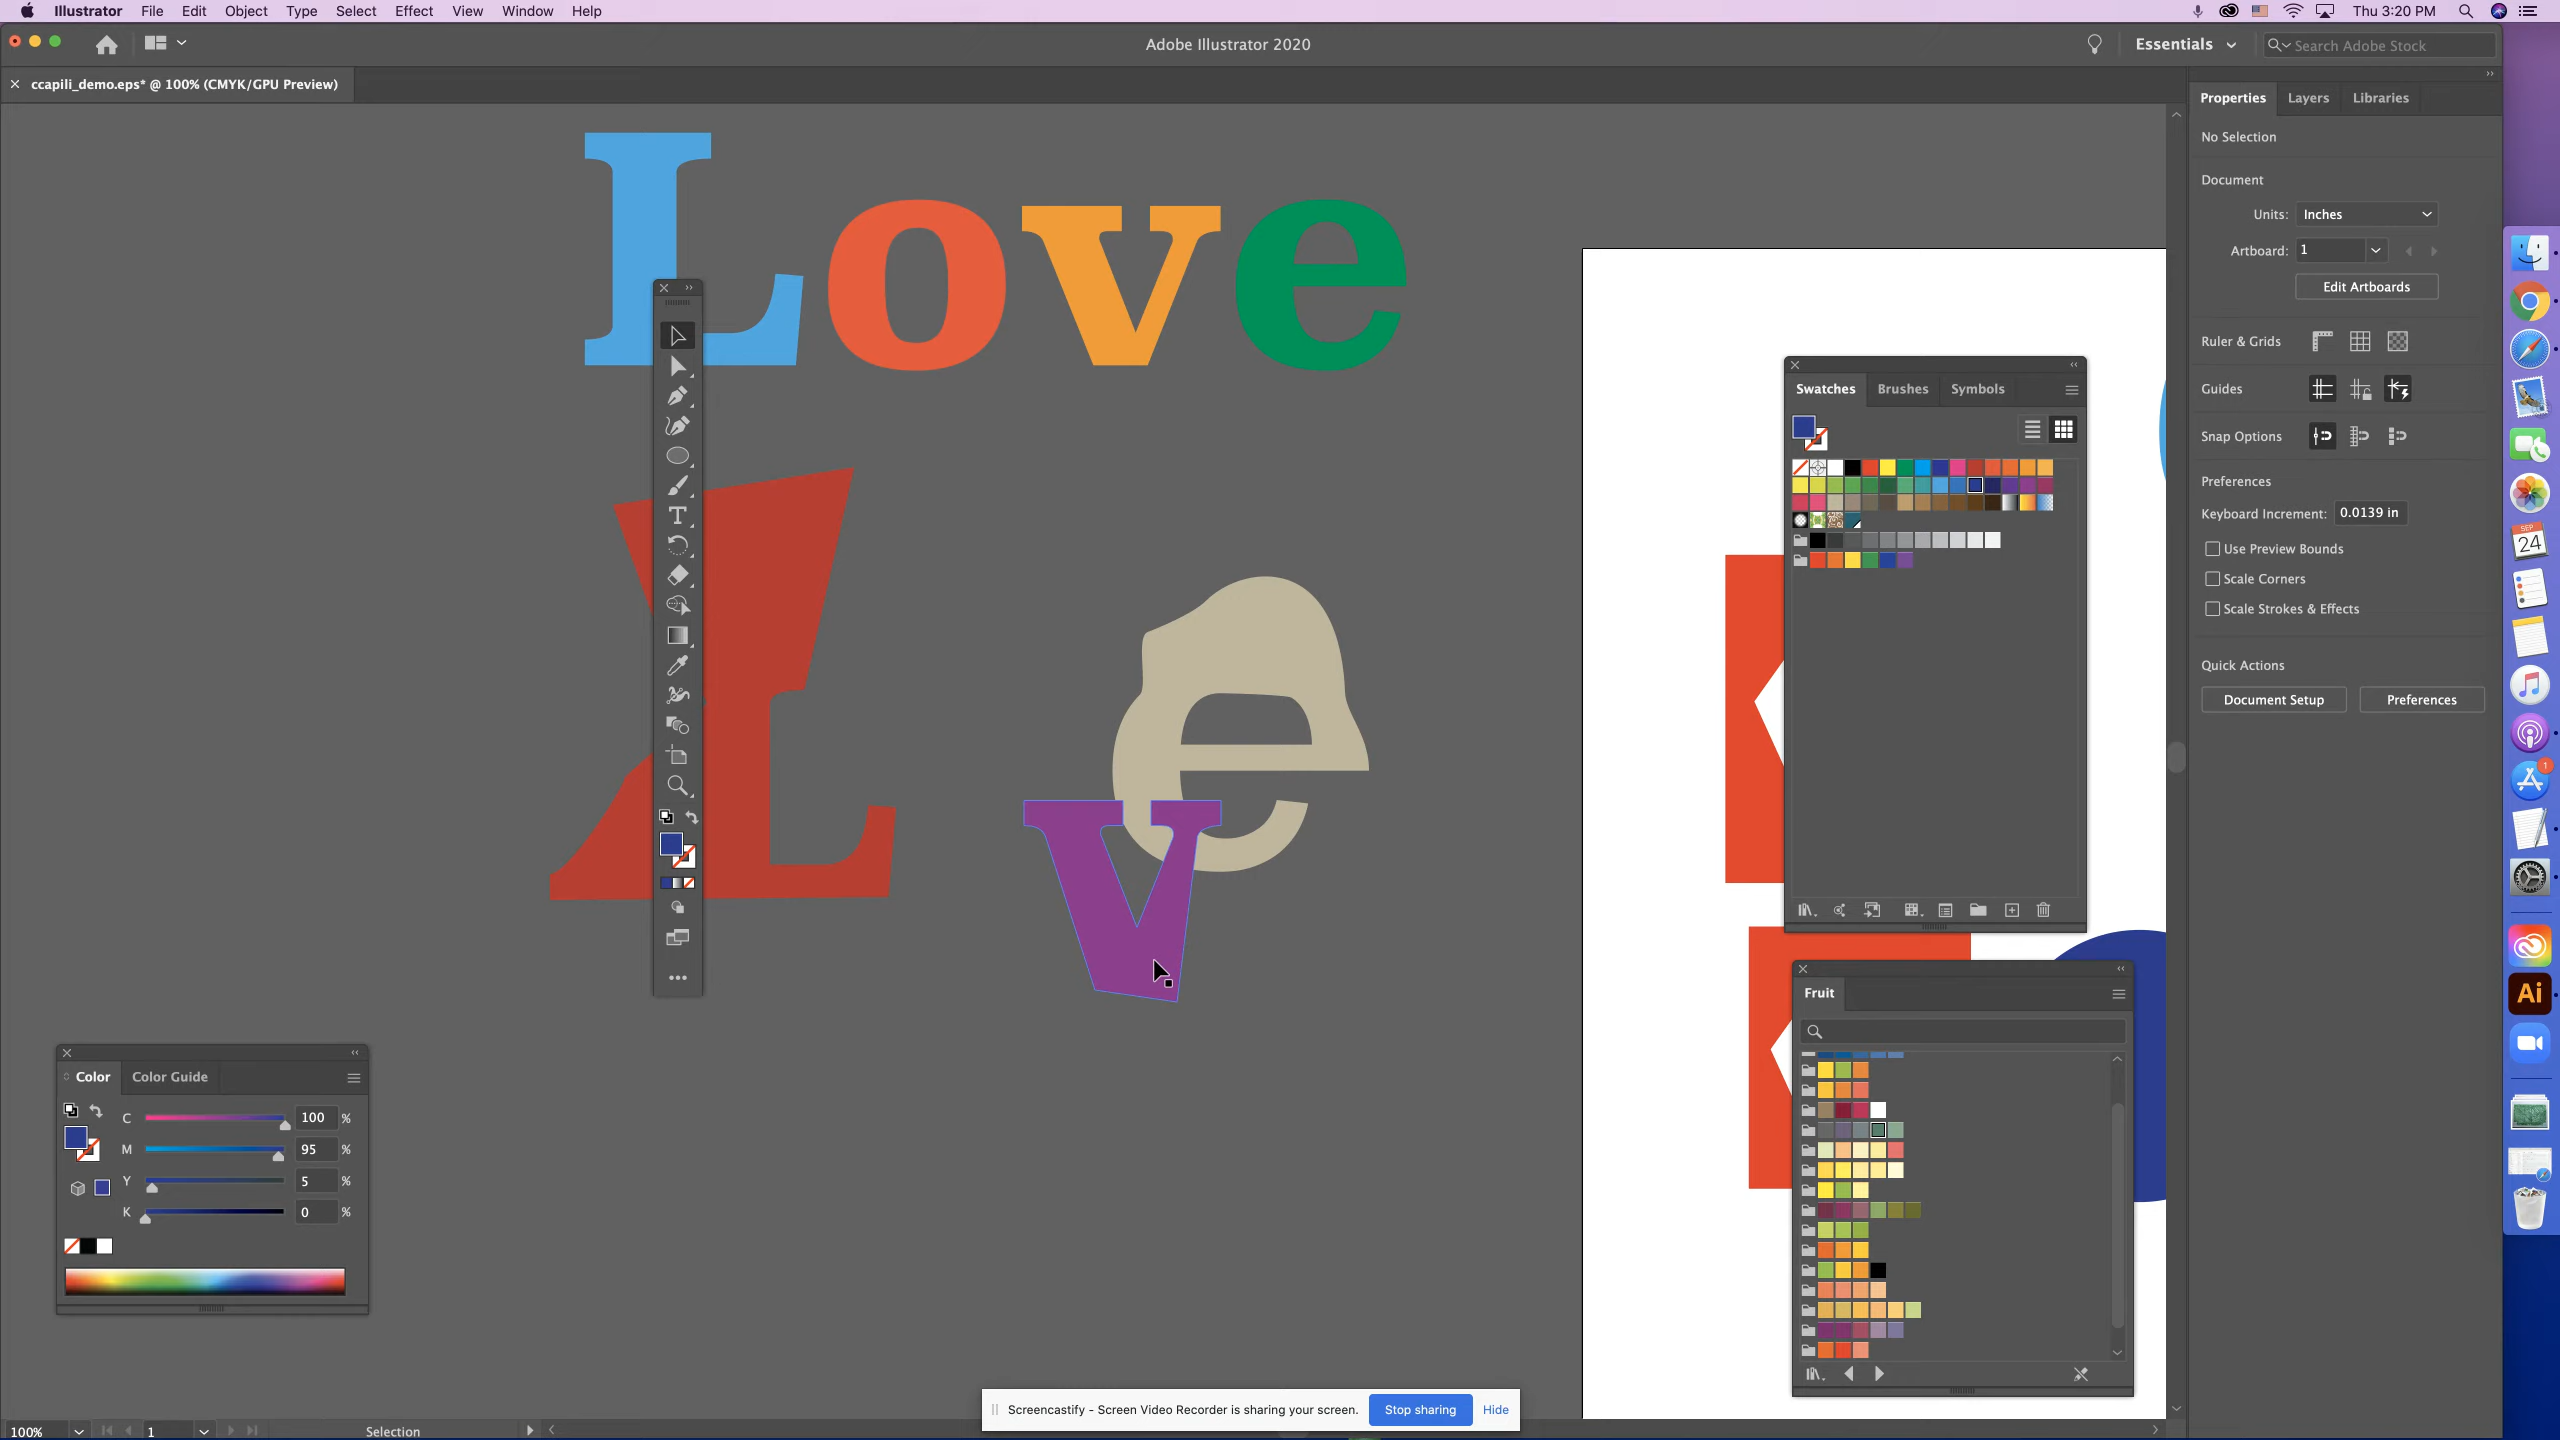 Illustrator File Edit Object Type Select Effect View Window Help
Thu 3:20 PM
Adobe Illustrator 2020
Essentials
Search Adobe Stock
ccapili_demo.eps* @ 100% (CMYK/GPU Preview)
Properties Layers Libraries
No Selection
Document
Units: Inches
Artboard: 1
Edit Artboards
Ruler & Grids
Guides
Snap Options
Preferences
Keyboard Increment: 0.0139 in
Use Preview Bounds
Scale Corners
Scale Strokes & Effects
Quick Actions
Document Setup Preferences
Love
L
e
v
T
Swatches Brushes Symbols
Fruit
Color Color Guide
C 100 %
M 95 %
Y 5 %
K 0 %
SEP
24
1
Ai
Screencastify - Screen Video Recorder is sharing your screen. Stop sharing Hide
100% 1 Selection